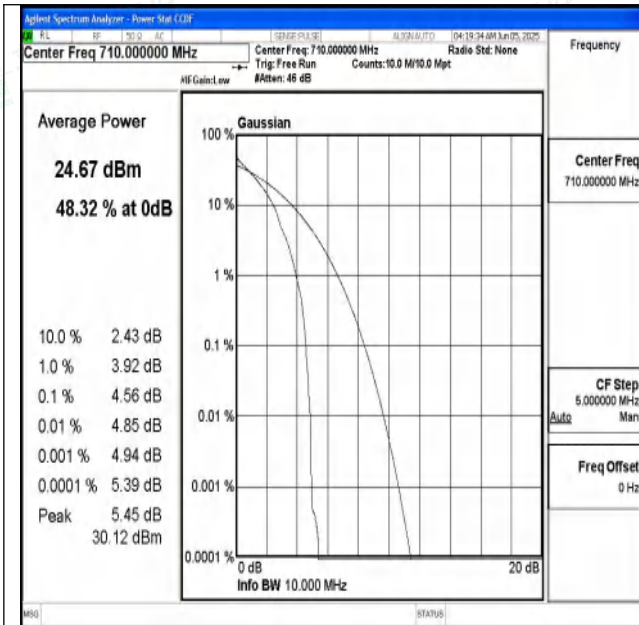 Agilent Spectrum Analyzer - Power Stat CCDF
RL RF 50 Ω AC SENSE:PULSE ALIGN AUTO 04:19:34 AM Jun 05, 2025
Center Freq 710.000000 MHz
Center Freq: 710.000000 MHz Radio Std: None
Trig: Free Run Counts:10.0 M/10.0 Mpt
#IFGain:Low #Atten: 46 dB
Frequency
Average Power
24.67 dBm
48.32 % at 0dB
10.0 % 2.43 dB
1.0 % 3.92 dB
0.1 % 4.56 dB
0.01 % 4.85 dB
0.001 % 4.94 dB
0.0001 % 5.39 dB
Peak 5.45 dB
30.12 dBm
Gaussian
100 %
10 %
1 %
0.1 %
0.01 %
0.001 %
0.0001 %
0 dB 20 dB
Info BW 10.000 MHz
Center Freq
710.000000 MHz
CF Step
5.000000 MHz
Auto Man
Freq Offset
0 Hz
MSG STATUS